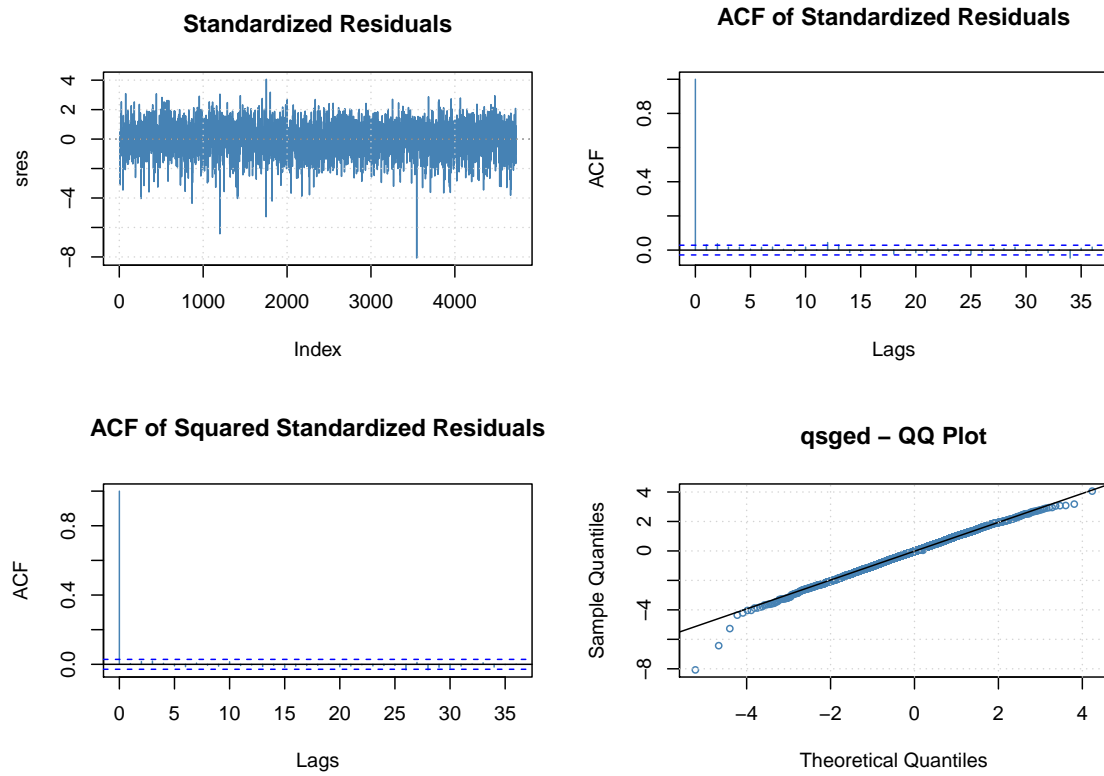 Standardized Residuals
sres
4
2
0
−4
−8
0 1000 2000 3000 4000
Index
ACF of Standardized Residuals
ACF
0.8
0.4
0.0
0 5 10 15 20 25 30 35
Lags
ACF of Squared Standardized Residuals
ACF
0.8
0.4
0.0
0 5 10 15 20 25 30 35
Lags
qsged − QQ Plot
Sample Quantiles
4
2
0
−4
−8
−4 −2 0 2 4
Theoretical Quantiles